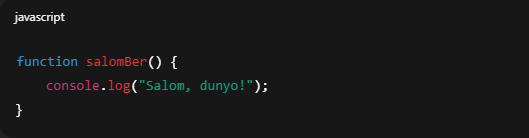 javascript
function salomBer() {
    console.log("Salom, dunyo!");
}